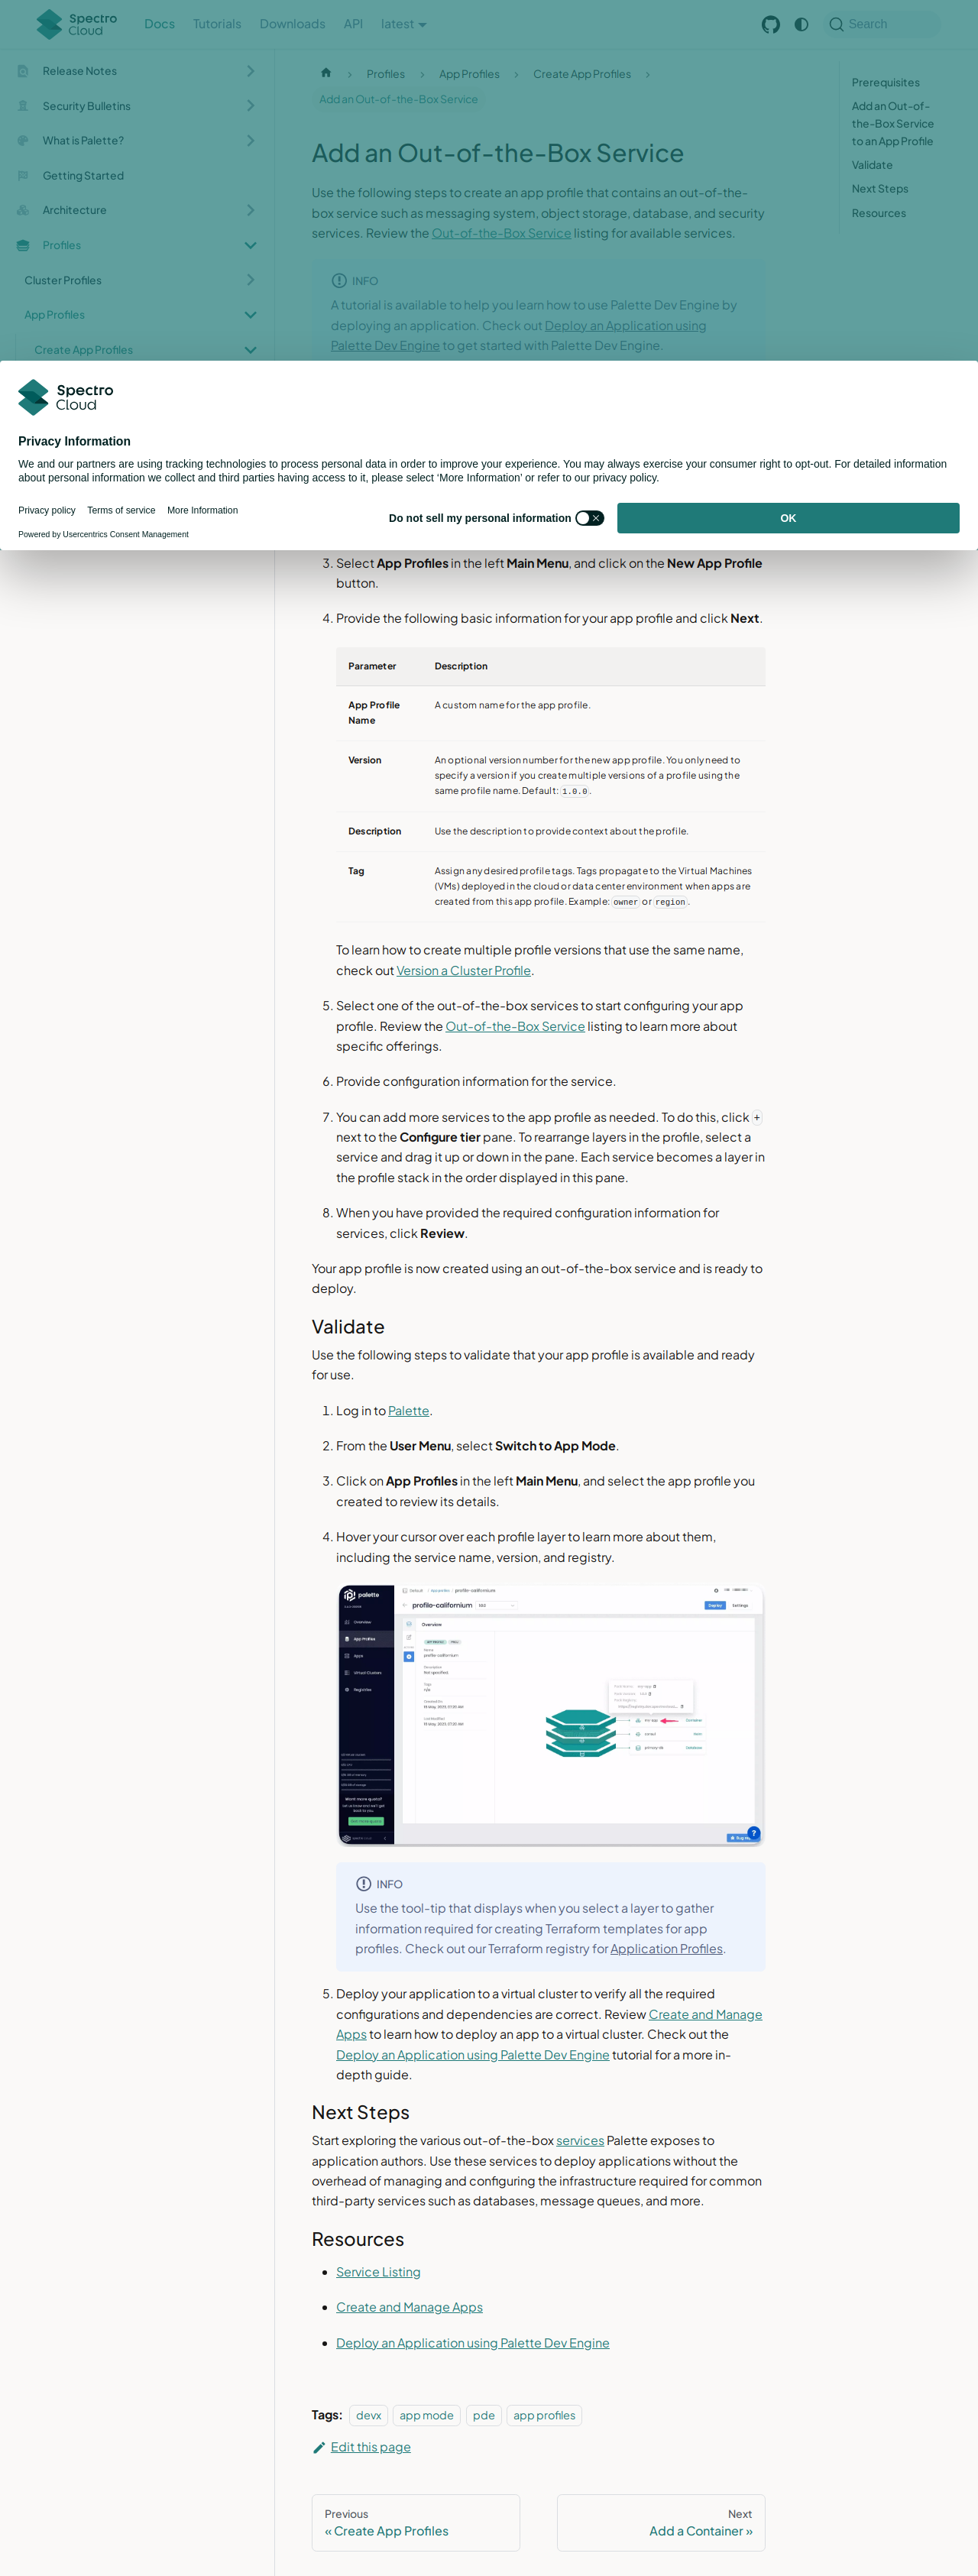 Spectro Cloud
Docs
Tutorials
Downloads
API
latest
Search
Release Notes
Security Bulletins
What is Palette?
Getting Started
Architecture
Profiles
Cluster Profiles
App Profiles
Create App Profiles
Profiles
App Profiles
Create App Profiles
Add an Out-of-the-Box Service
Add an Out-of-the-Box Service
Use the following steps to create an app profile that contains an out-of-the-
box service such as messaging system, object storage, database, and security
services. Review the Out-of-the-Box Service listing for available services.
INFO
A tutorial is available to help you learn how to use Palette Dev Engine by
deploying an application. Check out Deploy an Application using
Palette Dev Engine to get started with Palette Dev Engine.
Prerequisites
Add an Out-of-
the-Box Service
to an App Profile
Validate
Next Steps
Resources
Spectro
Cloud
Privacy Information
We and our partners are using tracking technologies to process personal data in order to improve your experience. You may always exercise your consumer right to opt-out. For detailed information
about personal information we collect and third parties having access to it, please select ‘More Information’ or refer to our privacy policy.
Privacy policy
Terms of service
More Information
Powered by Usercentrics Consent Management
Do not sell my personal information
OK
3. Select App Profiles in the left Main Menu, and click on the New App Profile
button.
4. Provide the following basic information for your app profile and click Next.
Parameter Description
App Profile Name A custom name for the app profile.
Version An optional version number for the new app profile. You only need to
specify a version if you create multiple versions of a profile using the
same profile name. Default: 1.0.0.
Description Use the description to provide context about the profile.
Tag Assign any desired profile tags. Tags propagate to the Virtual Machines
(VMs) deployed in the cloud or data center environment when apps are
created from this app profile. Example: owner or region.
To learn how to create multiple profile versions that use the same name,
check out Version a Cluster Profile.
5. Select one of the out-of-the-box services to start configuring your app
profile. Review the Out-of-the-Box Service listing to learn more about
specific offerings.
6. Provide configuration information for the service.
7. You can add more services to the app profile as needed. To do this, click +
next to the Configure tier pane. To rearrange layers in the profile, select a
service and drag it up or down in the pane. Each service becomes a layer in
the profile stack in the order displayed in this pane.
8. When you have provided the required configuration information for
services, click Review.
Your app profile is now created using an out-of-the-box service and is ready to
deploy.
Validate
Use the following steps to validate that your app profile is available and ready
for use.
1. Log in to Palette.
2. From the User Menu, select Switch to App Mode.
3. Click on App Profiles in the left Main Menu, and select the app profile you
created to review its details.
4. Hover your cursor over each profile layer to learn more about them,
including the service name, version, and registry.
palette
Overview
App Profiles
Apps
Virtual Clusters
Registries
Want more quota?
profile-californium
Deploy
Settings
Overview
INFO
Use the tool-tip that displays when you select a layer to gather
information required for creating Terraform templates for app
profiles. Check out our Terraform registry for Application Profiles.
5. Deploy your application to a virtual cluster to verify all the required
configurations and dependencies are correct. Review Create and Manage
Apps to learn how to deploy an app to a virtual cluster. Check out the
Deploy an Application using Palette Dev Engine tutorial for a more in-
depth guide.
Next Steps
Start exploring the various out-of-the-box services Palette exposes to
application authors. Use these services to deploy applications without the
overhead of managing and configuring the infrastructure required for common
third-party services such as databases, message queues, and more.
Resources
Service Listing
Create and Manage Apps
Deploy an Application using Palette Dev Engine
Tags: devx app mode pde app profiles
Edit this page
Previous
« Create App Profiles
Next
Add a Container »